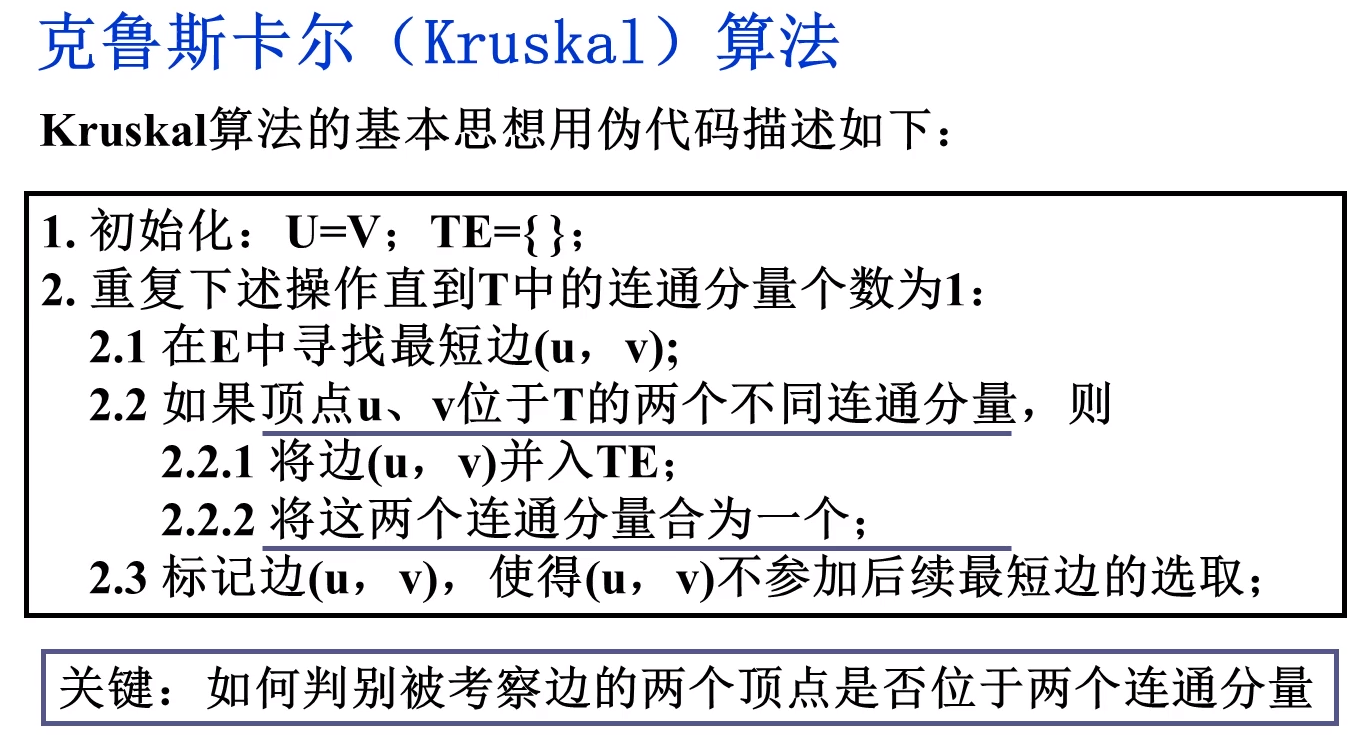 克鲁斯卡尔（Kruskal）算法
Kruskal算法的基本思想用伪代码描述如下：
1. 初始化：U=V；TE={ };
2. 重复下述操作直到T中的连通分量个数为1：
2.1 在E中寻找最短边(u，v);
2.2 如果顶点u、v位于T的两个不同连通分量，则
2.2.1 将边(u，v)并入TE；
2.2.2 将这两个连通分量合为一个；
2.3 标记边(u，v)，使得(u，v)不参加后续最短边的选取；
关键：如何判别被考察边的两个顶点是否位于两个连通分量